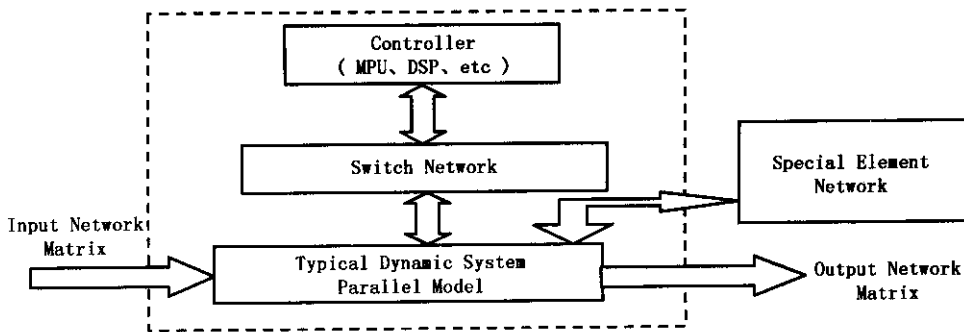 Controller
( MPU、DSP、etc )
Switch Network
Special Element
Network
Input Network
Matrix
Typical Dynamic System
Parallel Model
Output Network
Matrix